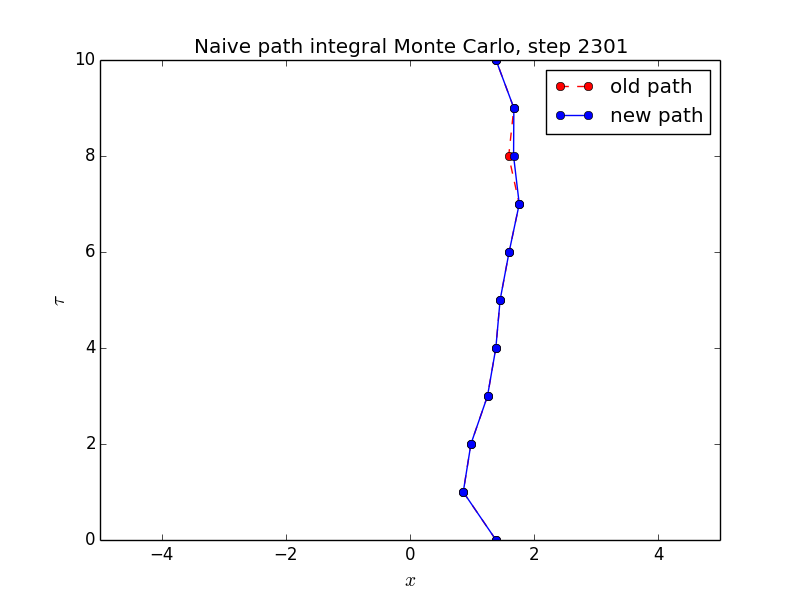 Naive path integral Monte Carlo, step 2301
10
old path
new path
8
6
τ
4
2
0
−4
−2
0
2
4
x